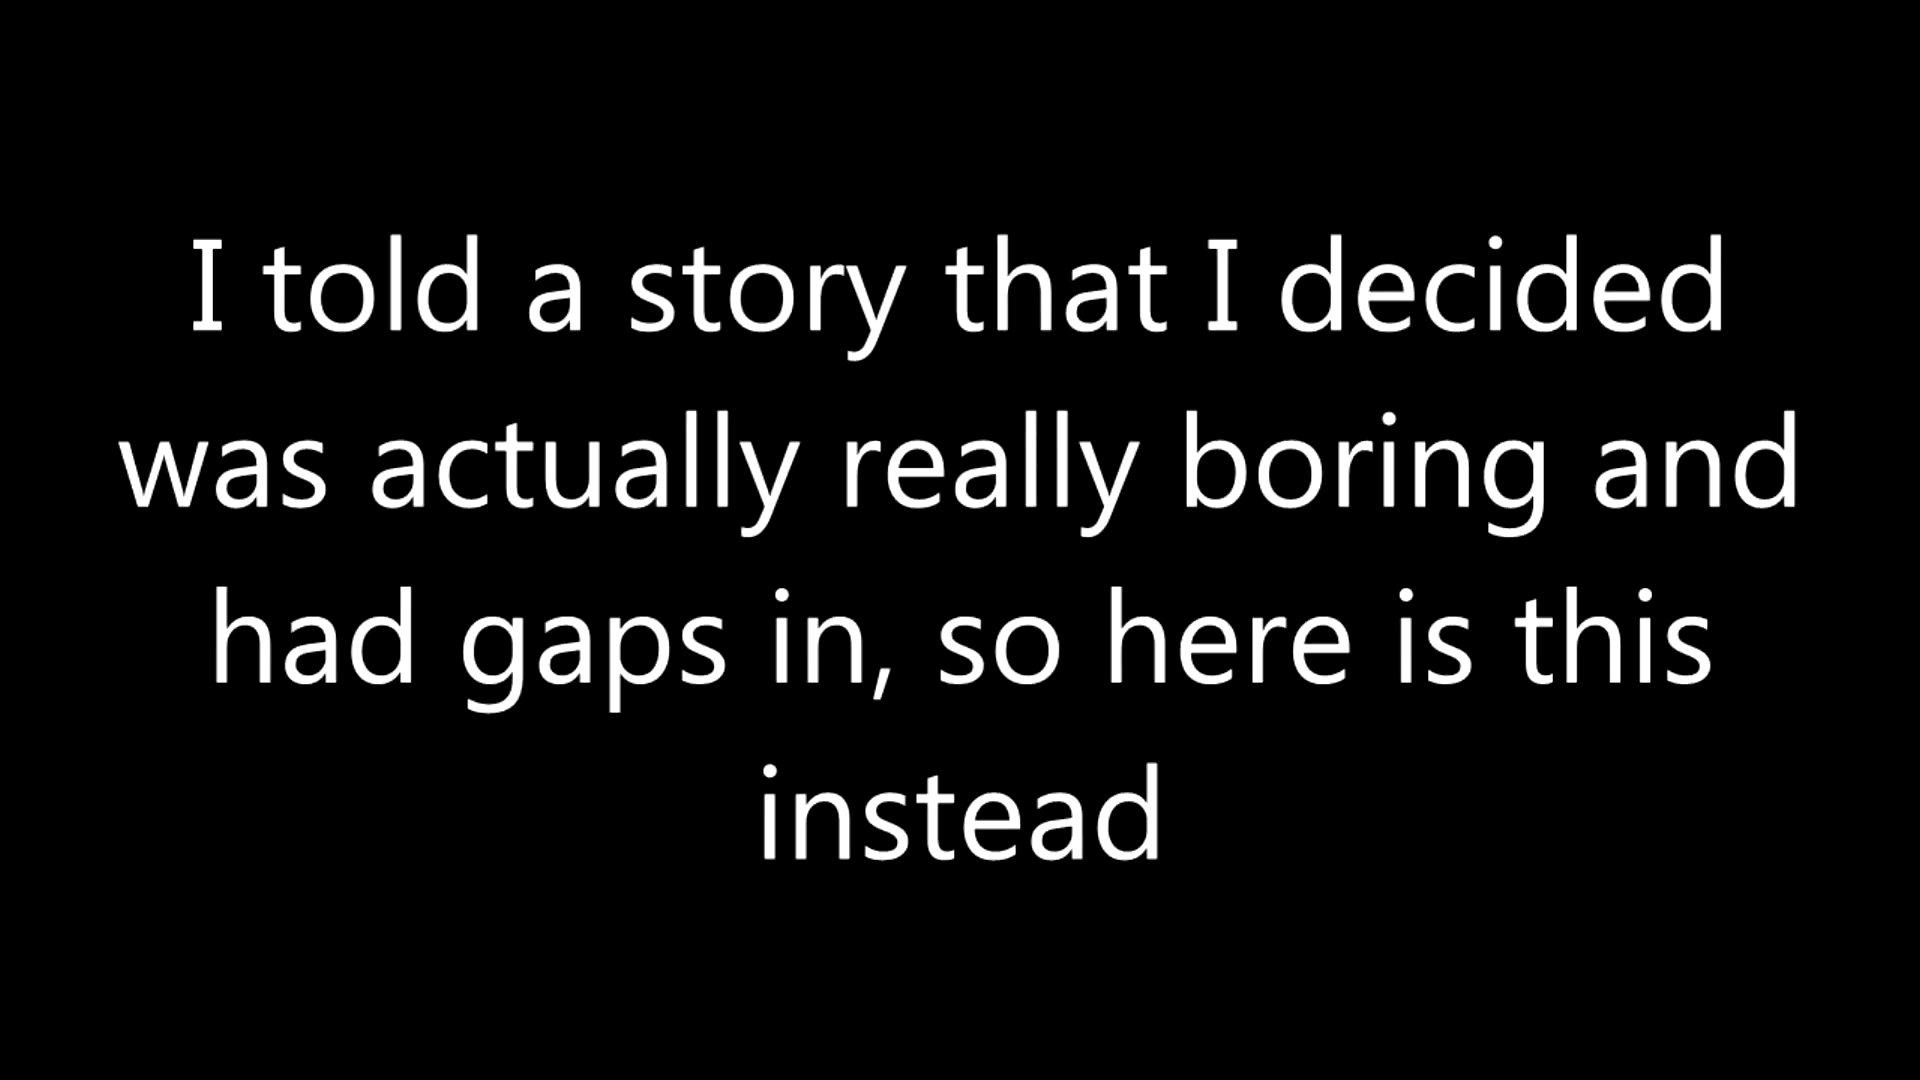 I told a story that I decided
was actually really boring and
had gaps in, so here is this
instead